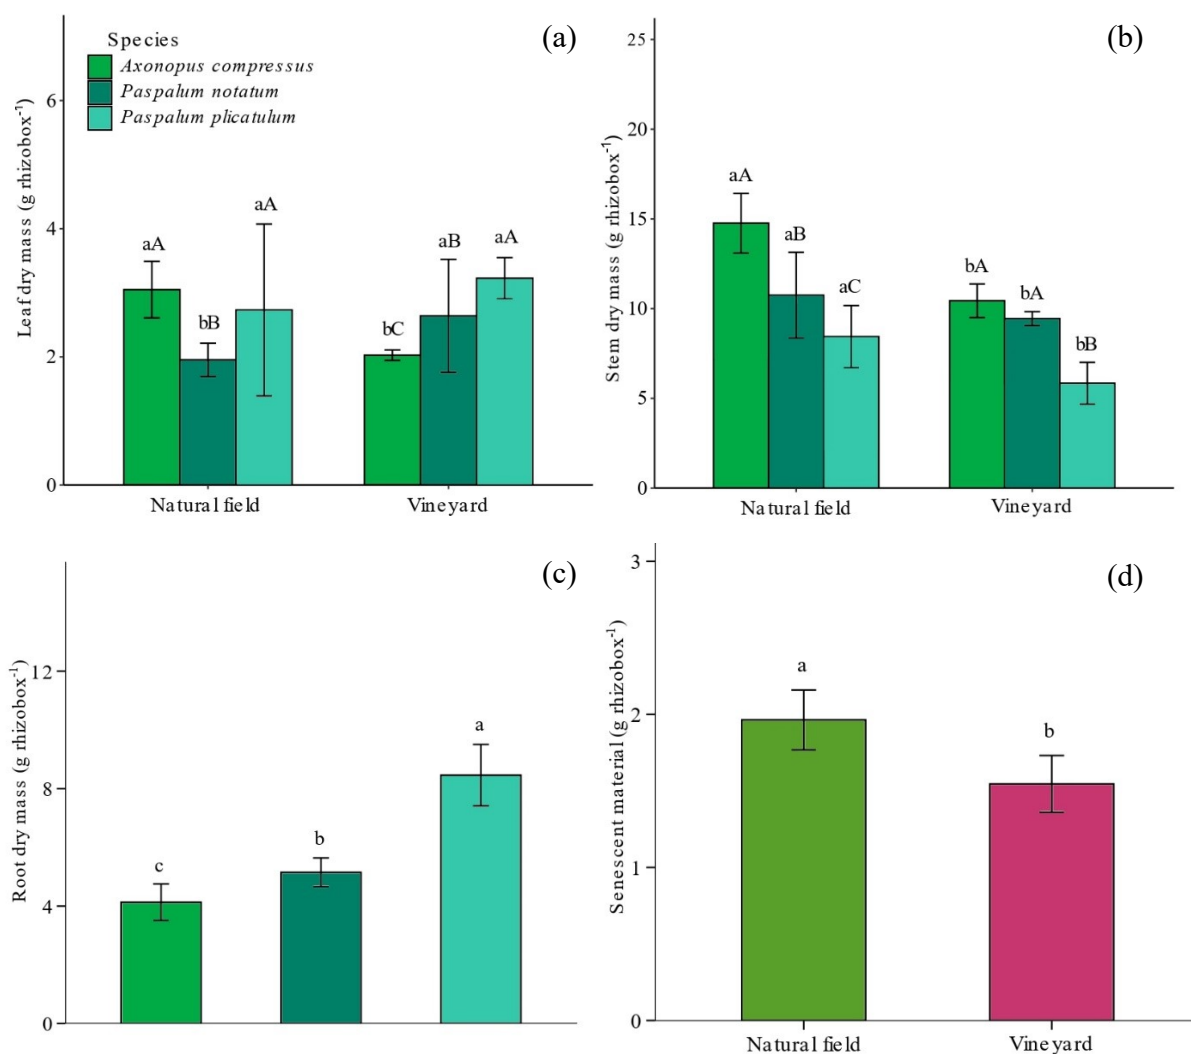 (a)
Species
Axonopus compressus
Paspalum notatum
Paspalum plicatulum
Leaf dry mass (g rhizobox⁻¹)
6
4
2
0
aA
bB
aA
bC
aB
aA
Natural field
Vineyard
(b)
Stem dry mass (g rhizobox⁻¹)
25
20
15
10
5
0
aA
aB
aC
bA
bA
bB
Natural field
Vineyard
(c)
Root dry mass (g rhizobox⁻¹)
12
8
4
0
c
b
a
(d)
Senescent material (g rhizobox⁻¹)
3
2
1
0
a
b
Natural field
Vineyard